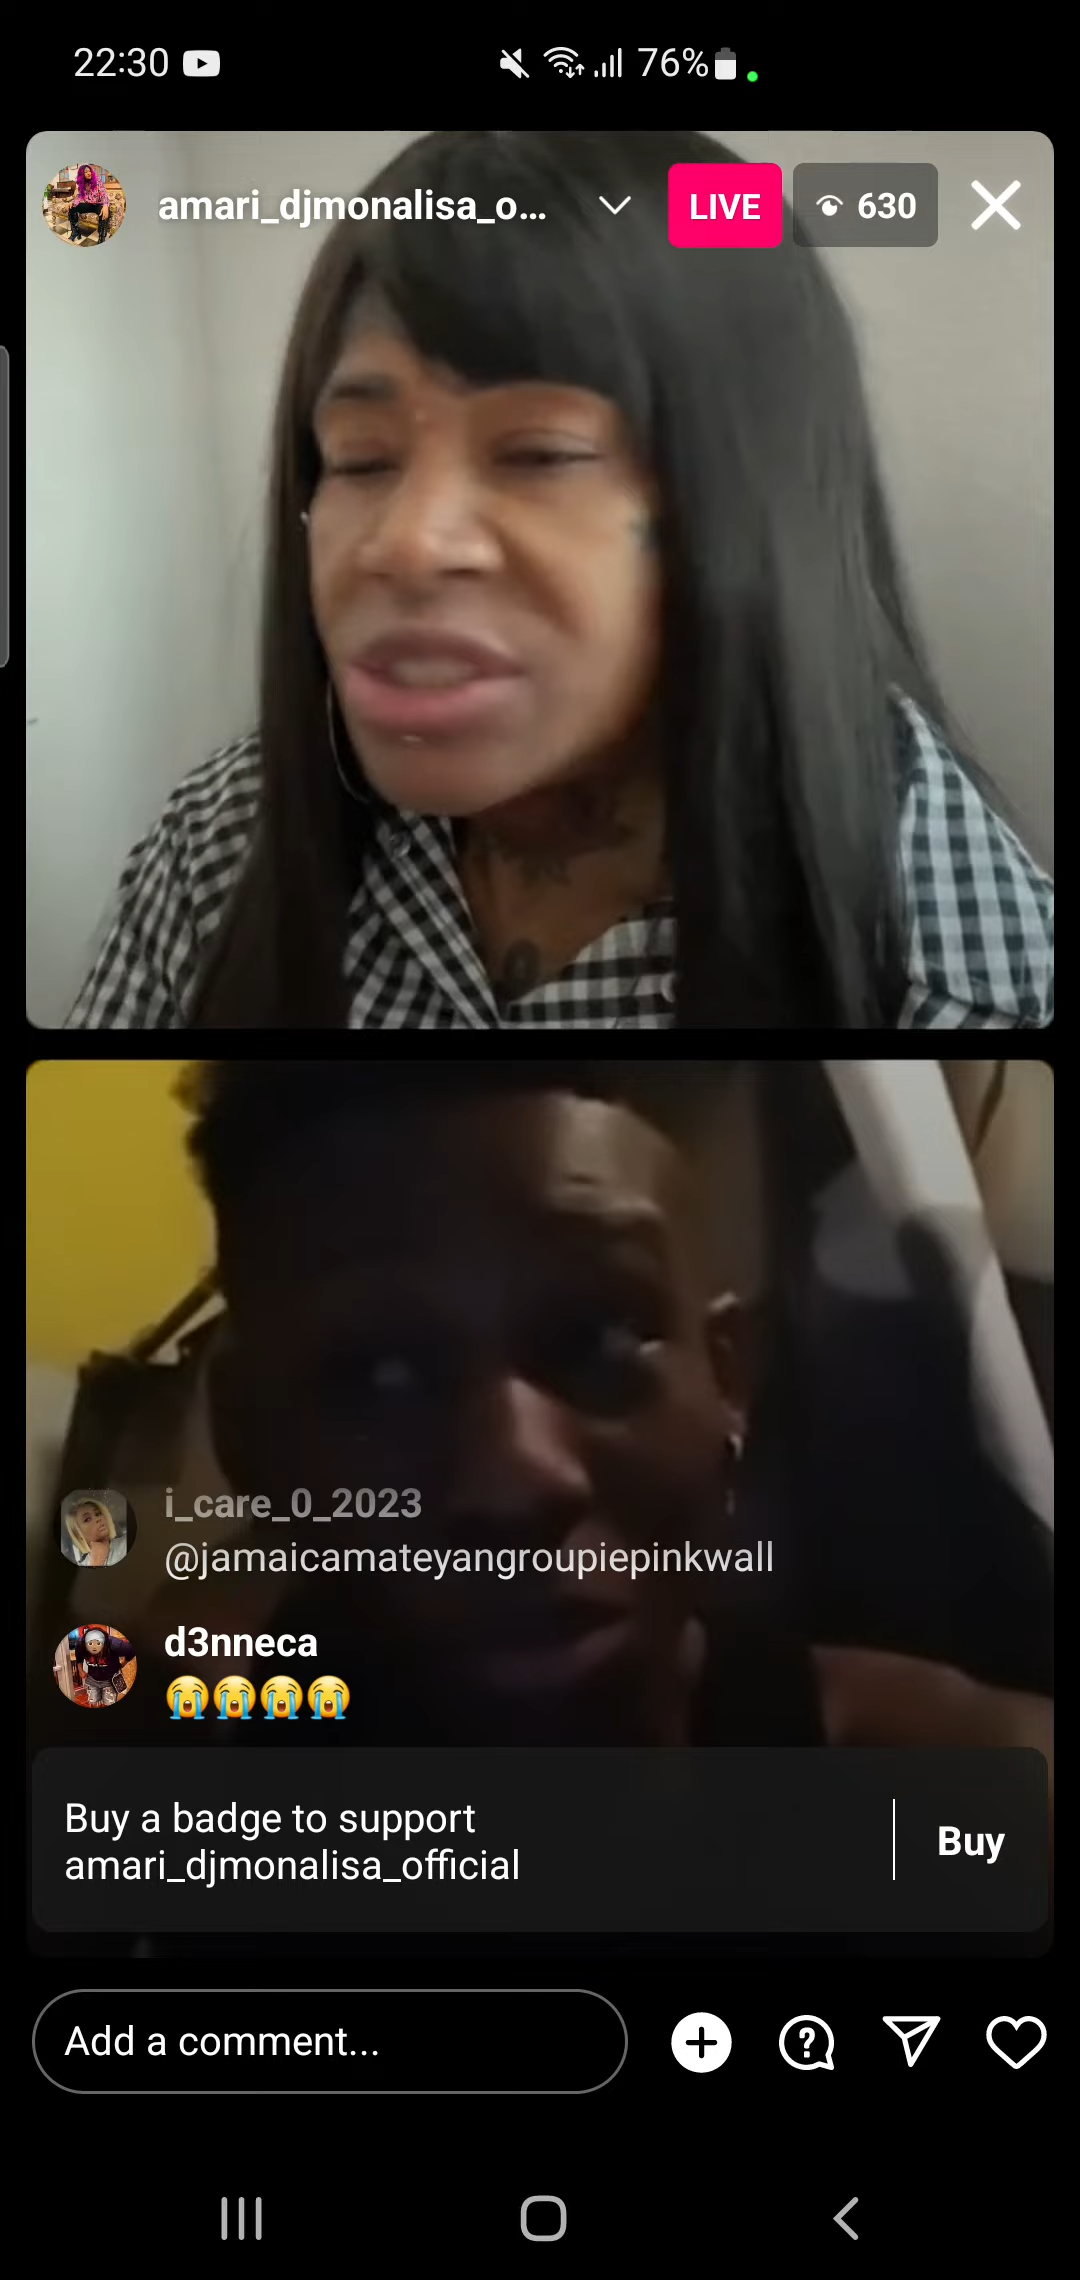 22:30
76%
amari_djmonalisa_o...
LIVE
630
i_care_0_2023
@jamaicamateyangroupiepinkwall
d3nneca
😭😭😭😭
Buy a badge to support
amari_djmonalisa_official
Buy
Add a comment...